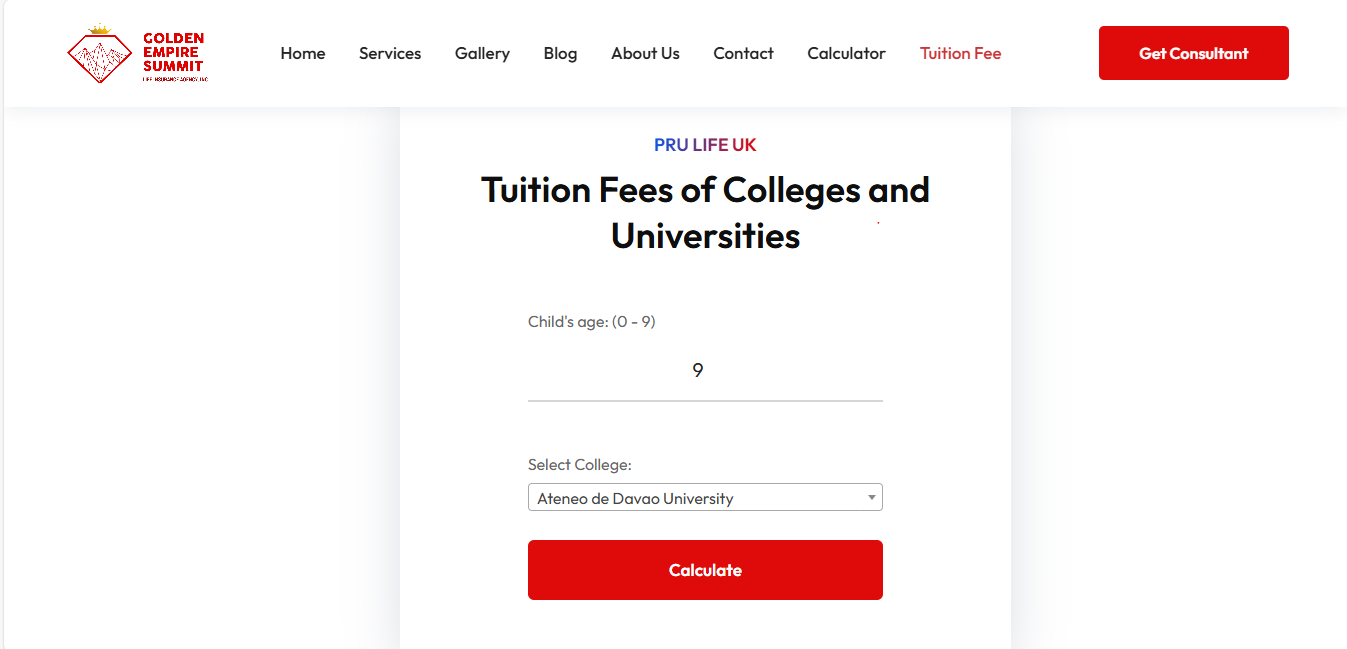 GOLDEN
EMPIRE
SUMMIT
LIFE INSURANCE AGENCY, INC
Home Services Gallery Blog About Us Contact Calculator Tuition Fee
Get Consultant
PRU LIFE UK
Tuition Fees of Colleges and
Universities
Child's age: (0 - 9)
9
Select College:
Ateneo de Davao University
Calculate